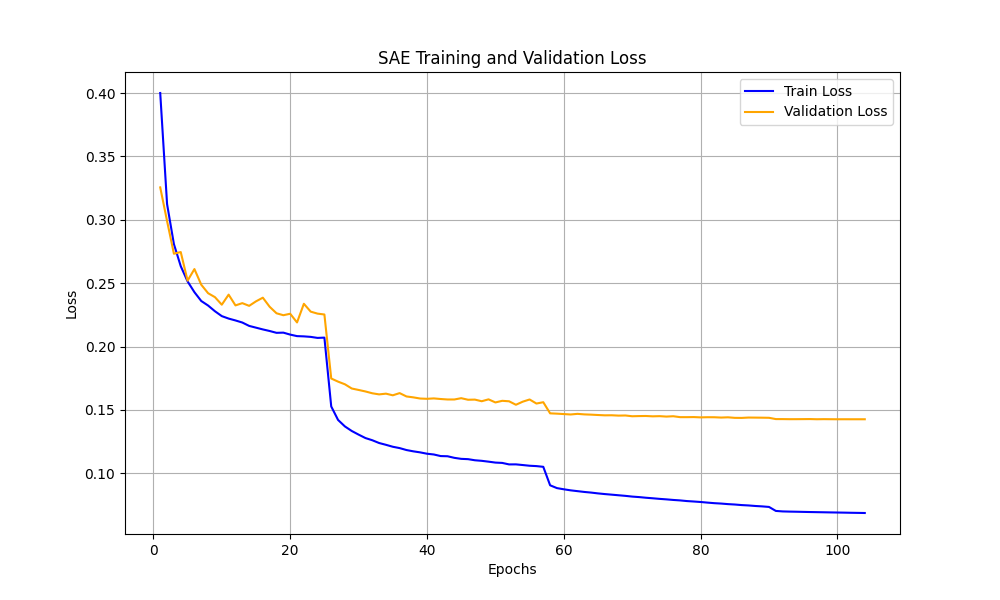 SAE Training and Validation Loss
Train Loss
Validation Loss
Loss
0.40
0.35
0.30
0.25
0.20
0.15
0.10
0
20
40
60
80
100
Epochs